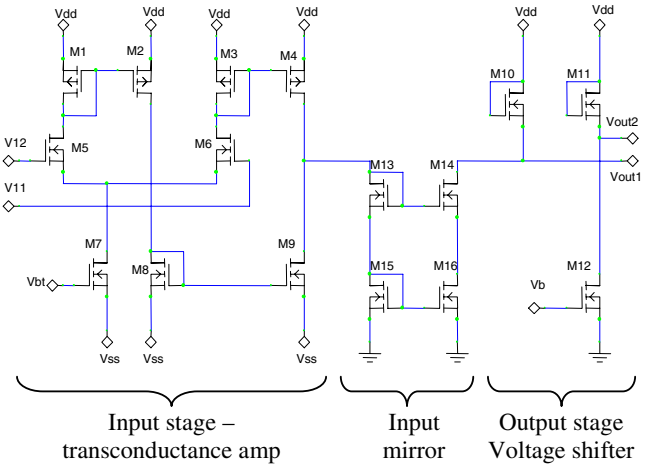 Vdd Vdd Vdd Vdd Vdd Vdd
M1 M2 M3 M4 M10 M11
Vout2
V12 M5 M6
M13 M14 Vout1
V11
M7 M8 M9 M15 M16 M12
Vbt Vb
Vss Vss Vss
Input stage – Input Output stage
transconductance amp mirror Voltage shifter